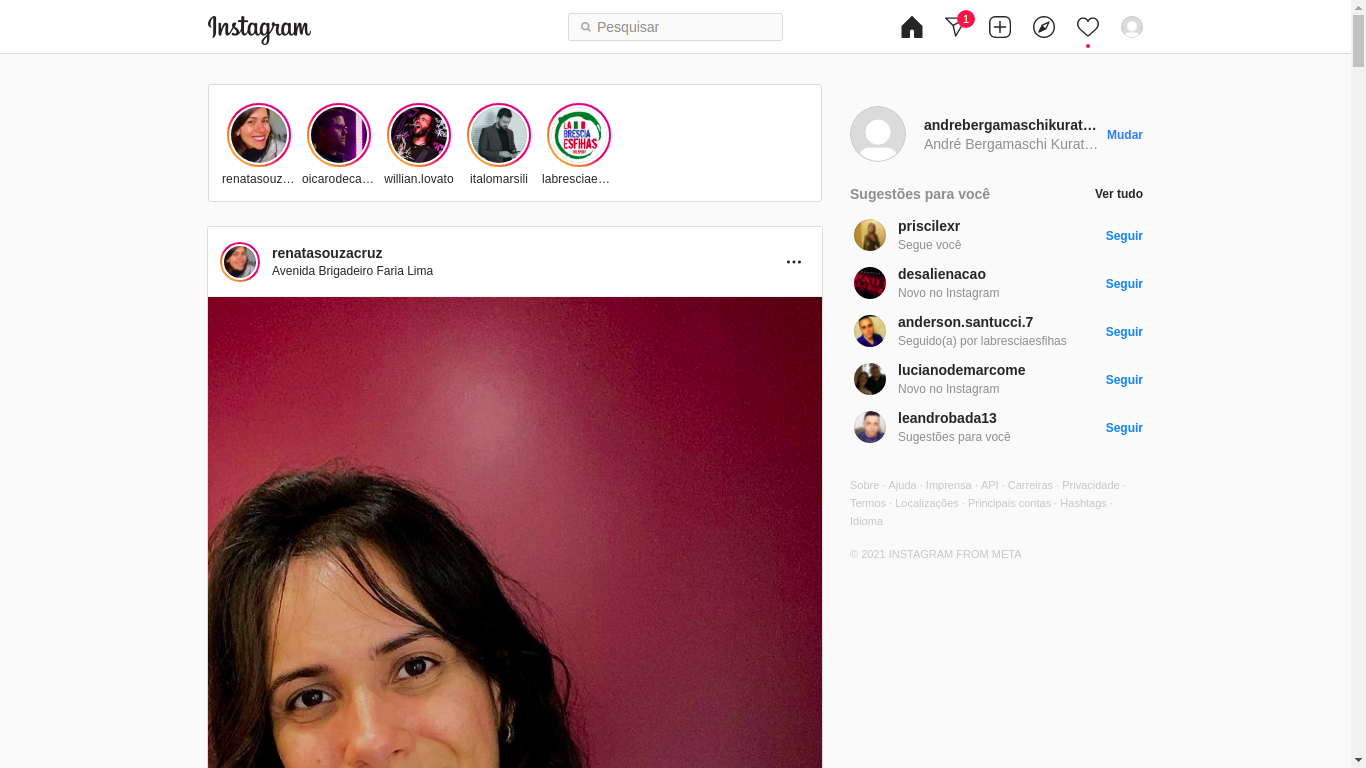 Instagram
Pesquisar
1
renatasouz…
oicarodeca…
willian.lovato
italomarsili
LA BRESCIA ESFIHAS
labresciae…
renatasouzacruz
Avenida Brigadeiro Faria Lima
andrebergamaschikurat…
André Bergamaschi Kurat…
Mudar
Sugestões para você
Ver tudo
priscilexr
Segue você
Seguir
desalienacao
Novo no Instagram
Seguir
anderson.santucci.7
Seguido(a) por labresciaesfihas
Seguir
lucianodemarcome
Novo no Instagram
Seguir
leandrobada13
Sugestões para você
Seguir
Sobre · Ajuda · Imprensa · API · Carreiras · Privacidade ·
Termos · Localizações · Principais contas · Hashtags ·
Idioma
© 2021 INSTAGRAM FROM META